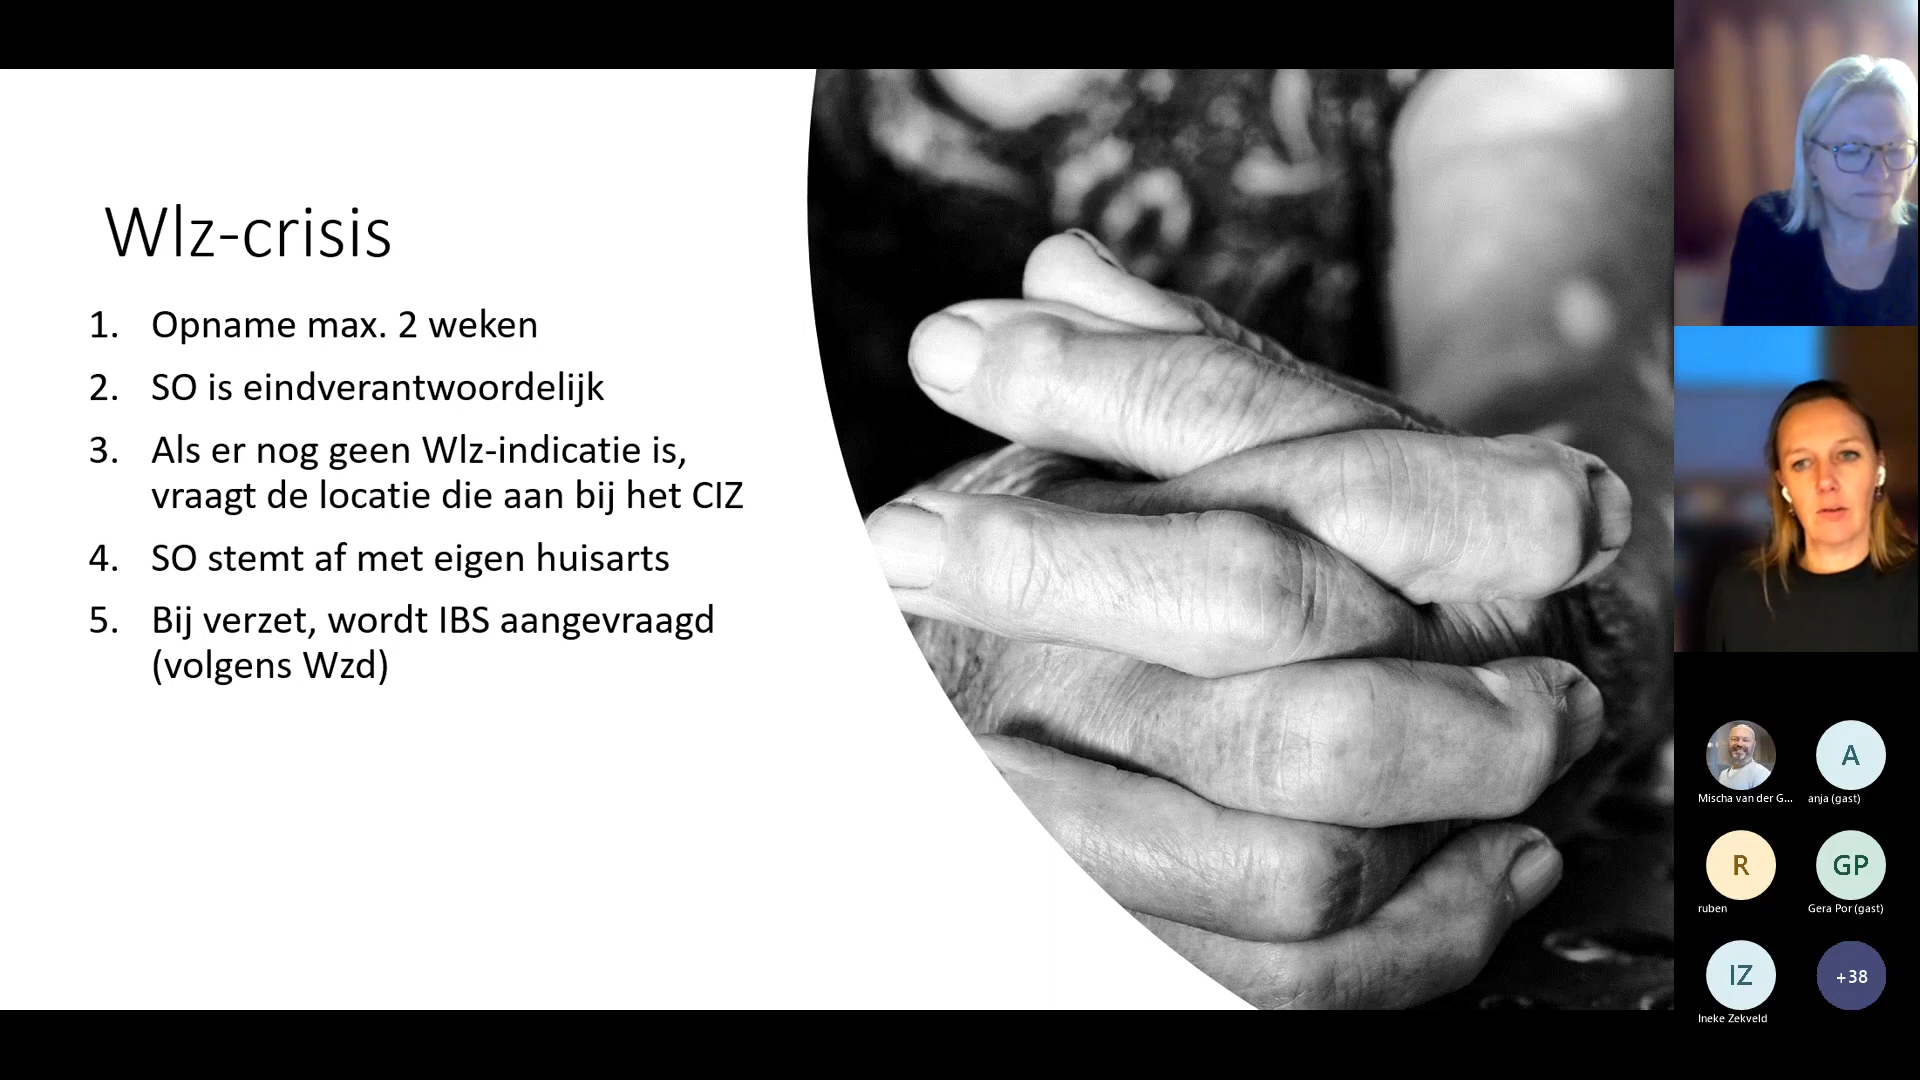 Wlz-crisis
1. Opname max. 2 weken
2. SO is eindverantwoordelijk
3. Als er nog geen Wlz-indicatie is,
vraagt de locatie die aan bij het CIZ
4. SO stemt af met eigen huisarts
5. Bij verzet, wordt IBS aangevraagd
(volgens Wzd)
Mischa van der G...
A
anja (gast)
R
ruben
GP
Gera Por (gast)
IZ
Ineke Zekveld
+38